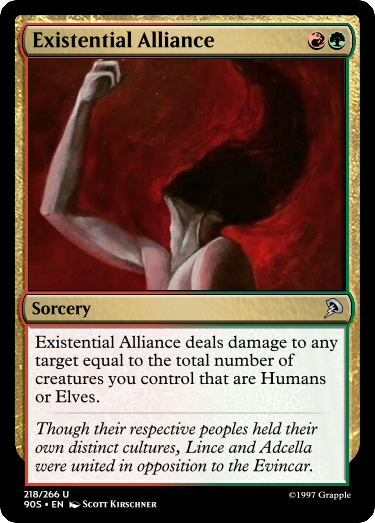 Existential Alliance
Sorcery
Existential Alliance deals damage to any
target equal to the total number of
creatures you control that are Humans
or Elves.
Though their respective peoples held their
own distinct cultures, Lince and Adcella
were united in opposition to the Evincar.
218/266 U
90S • EN Scott Kirschner
©1997 Grapple